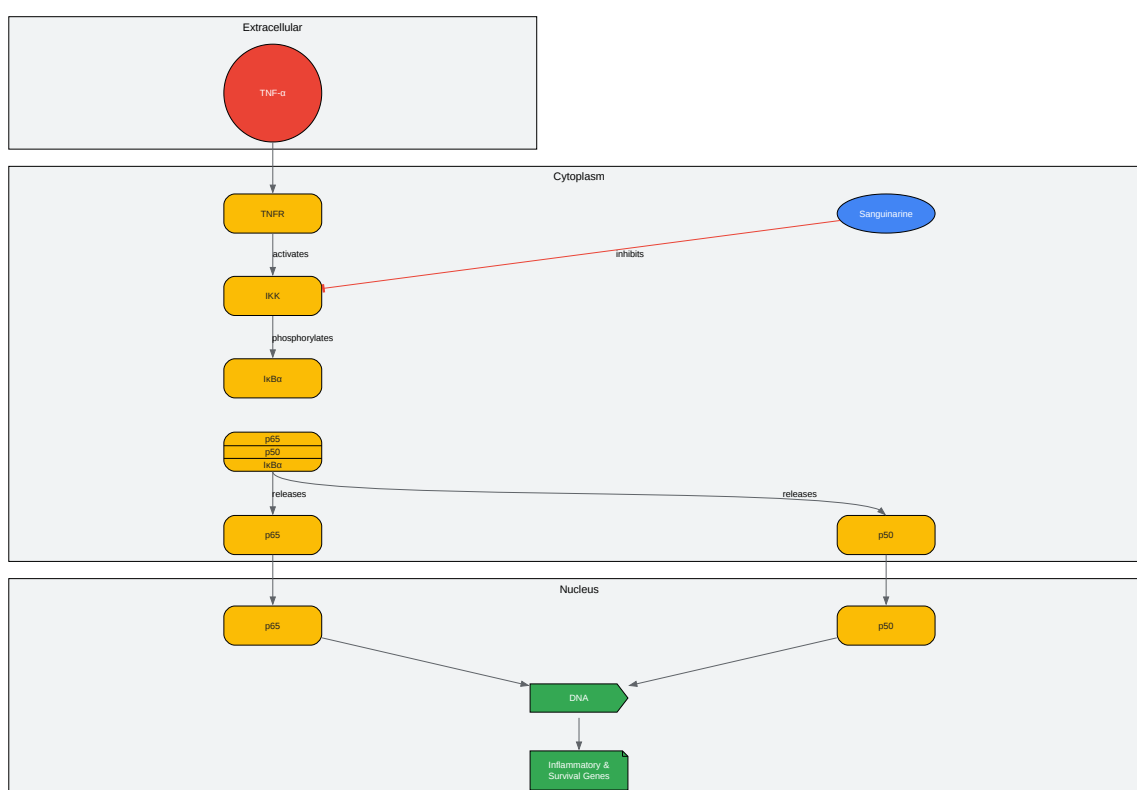 Extracellular
TNF-α
Cytoplasm
TNFR
Sanguinarine
activates
inhibits
IKK
phosphorylates
IκBα
p65
p50
IκBα
releases
releases
p65
p50
Nucleus
p65
p50
DNA
Inflammatory &
Survival Genes